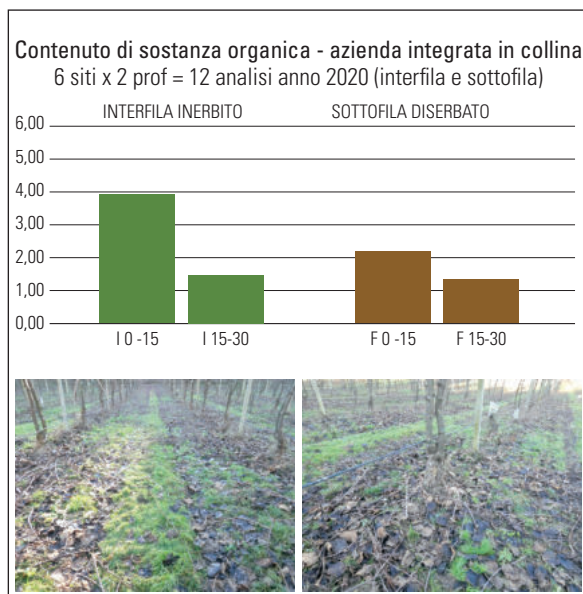 Contenuto di sostanza organica - azienda integrata in collina
6 siti x 2 prof = 12 analisi anno 2020 (interfila e sottofila)
INTERFILA INERBITO SOTTOFILA DISERBATO
6,00
5,00
4,00
3,00
2,00
1,00
0,00
I 0 -15 I 15-30 F 0 -15 F 15-30